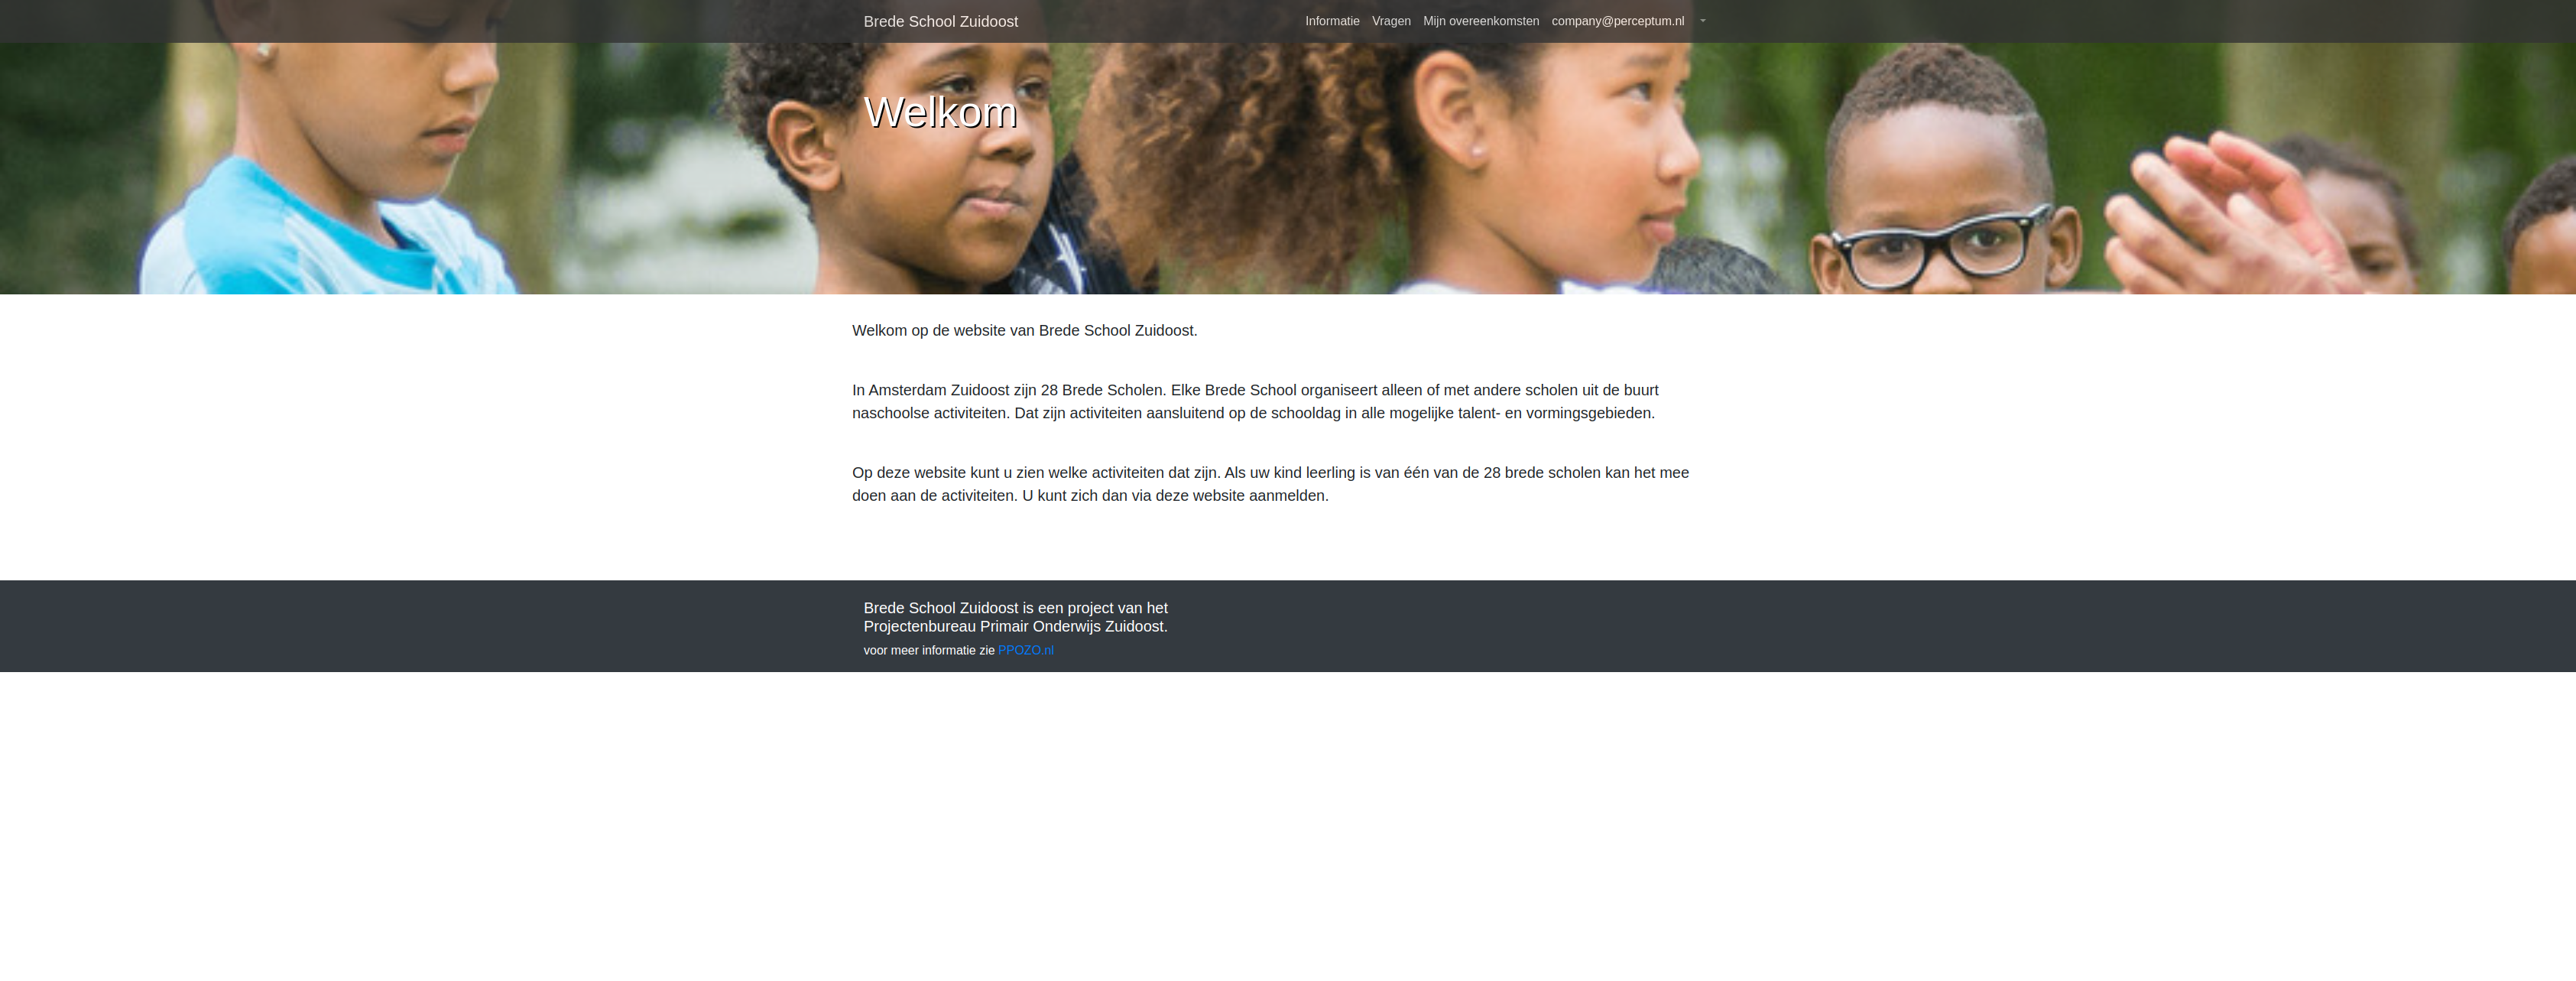 Brede School Zuidoost
Informatie Vragen Mijn overeenkomsten company@perceptum.nl
Welkom
Welkom op de website van Brede School Zuidoost.
In Amsterdam Zuidoost zijn 28 Brede Scholen. Elke Brede School organiseert alleen of met andere scholen uit de buurt
naschoolse activiteiten. Dat zijn activiteiten aansluitend op de schooldag in alle mogelijke talent- en vormingsgebieden.
Op deze website kunt u zien welke activiteiten dat zijn. Als uw kind leerling is van één van de 28 brede scholen kan het mee
doen aan de activiteiten. U kunt zich dan via deze website aanmelden.
Brede School Zuidoost is een project van het
Projectenbureau Primair Onderwijs Zuidoost.
voor meer informatie zie PPOZO.nl